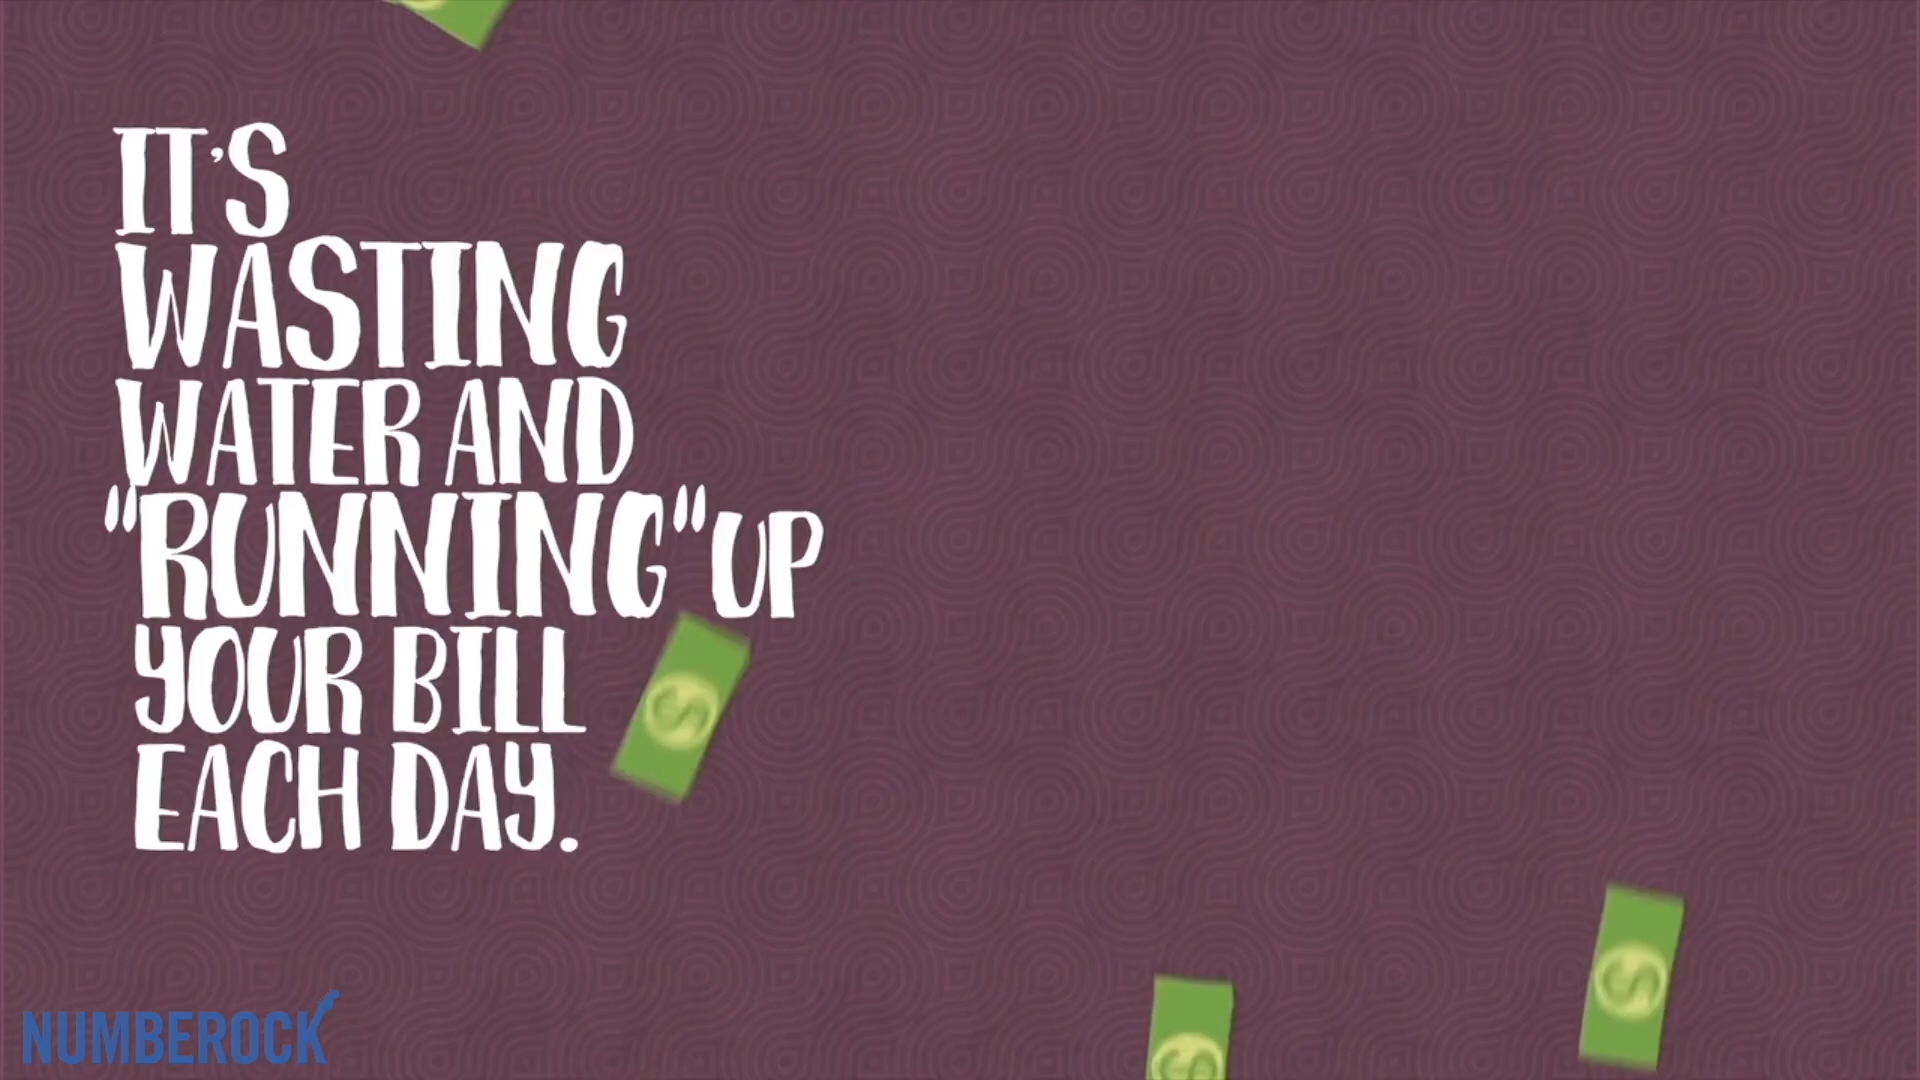 IT'S
WASTING
WATER AND
"RUNNING" UP
YOUR BILL
EACH DAY.
NUMBEROCK